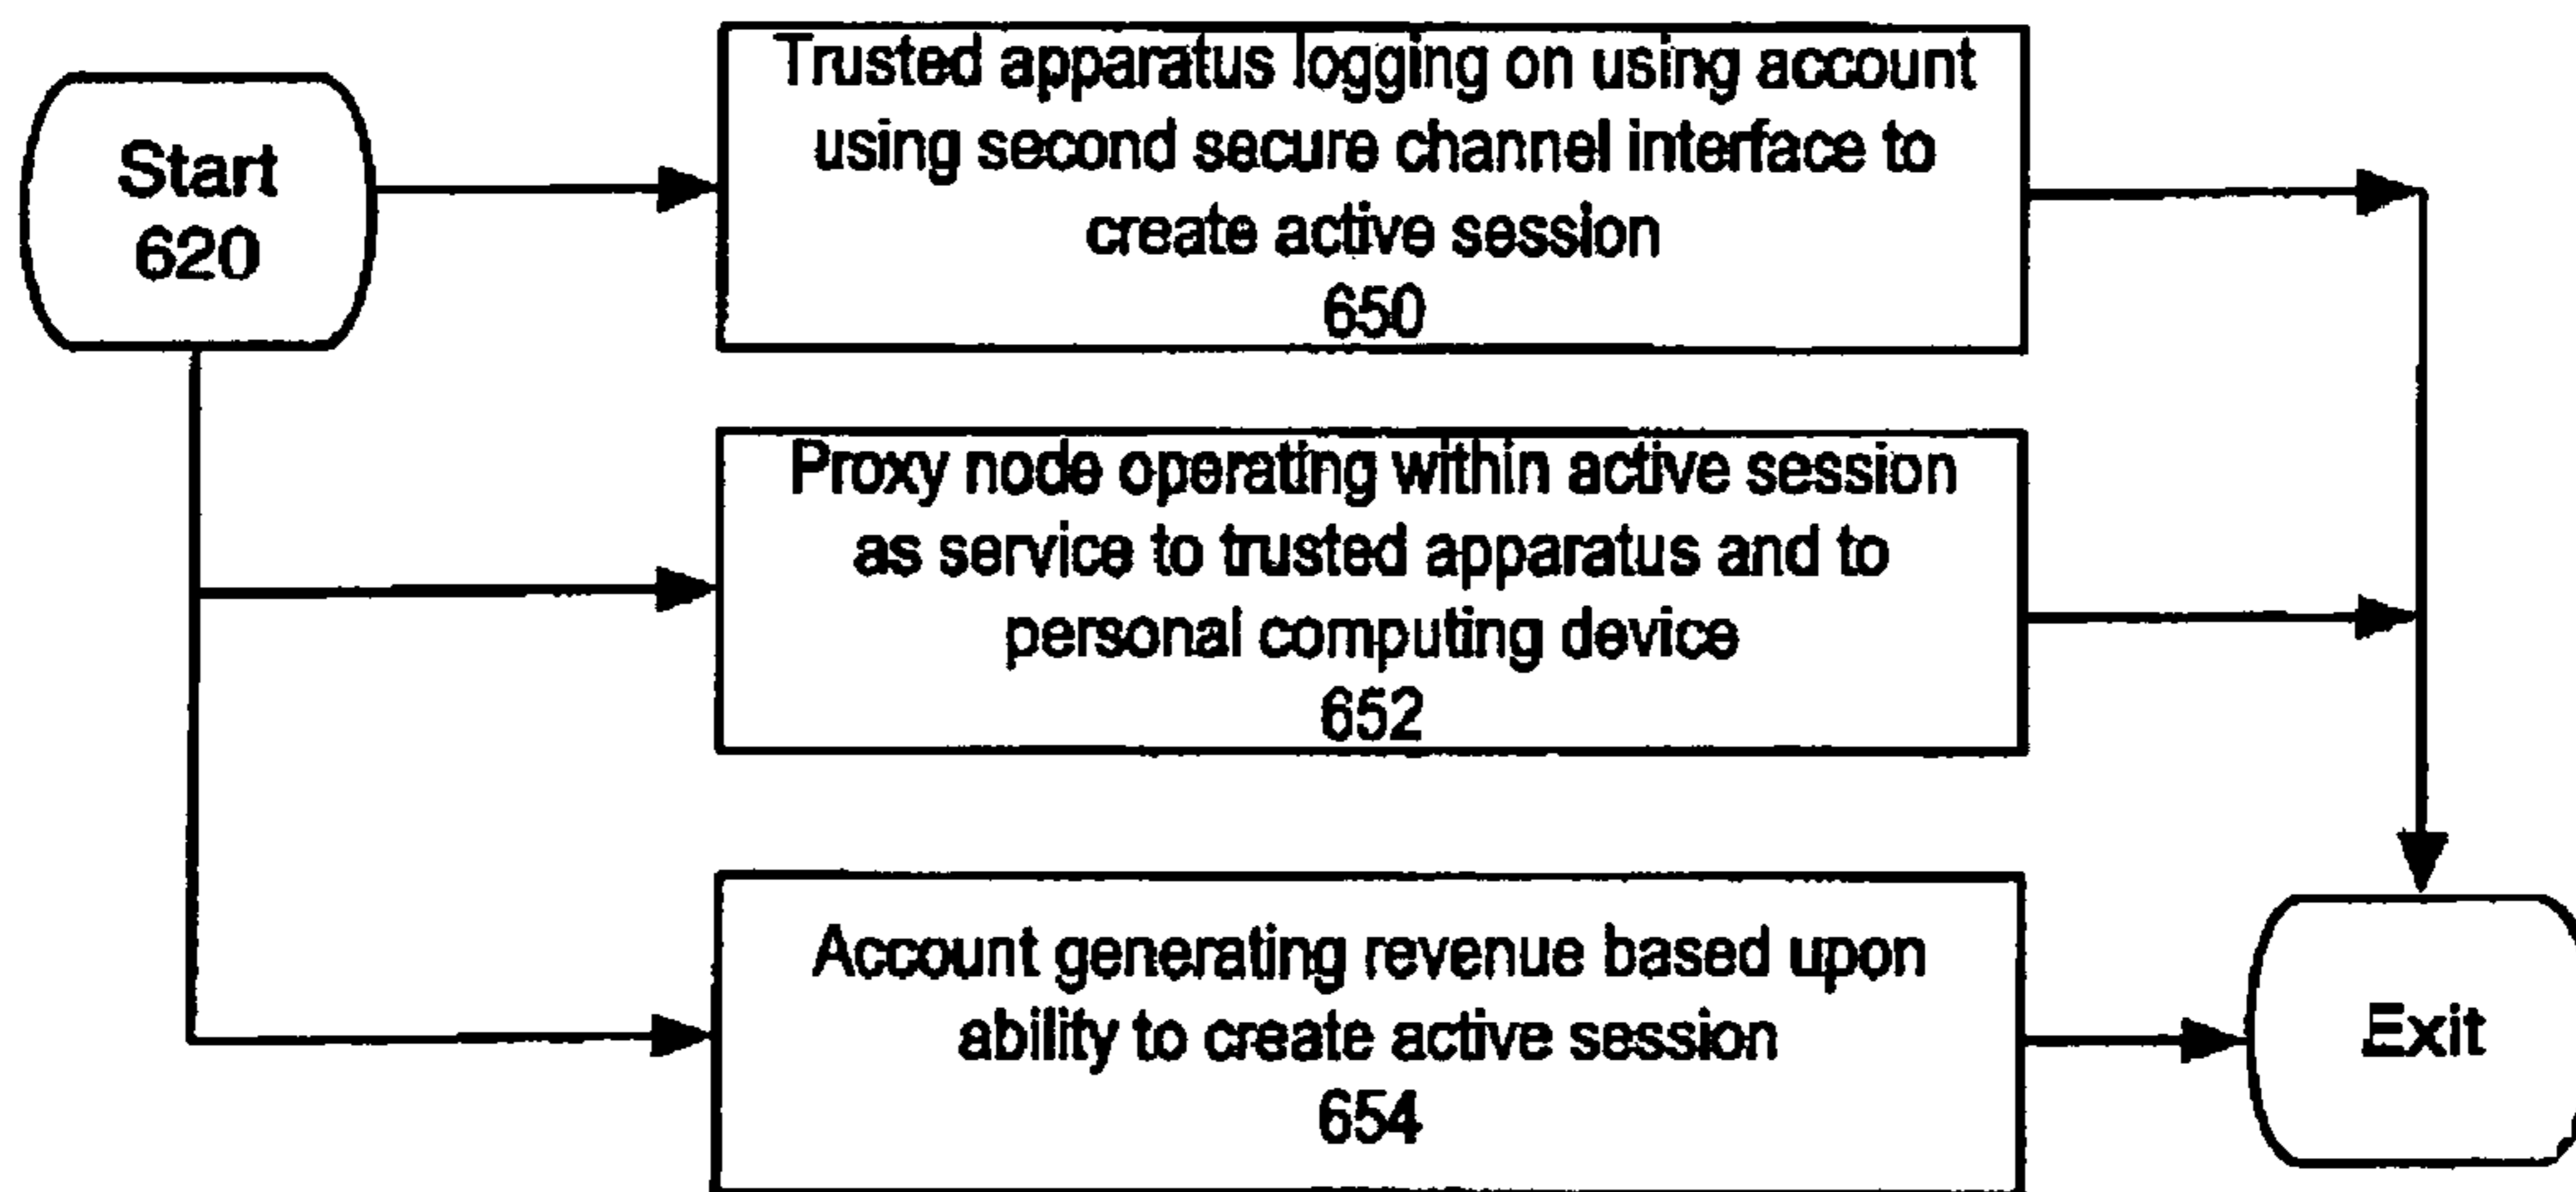 Start
620
Trusted apparatus logging on using account
using second secure channel interface to
create active session
650
Proxy node operating within active session
as service to trusted apparatus and to
personal computing device
652
Account generating revenue based upon
ability to create active session
654
Exit